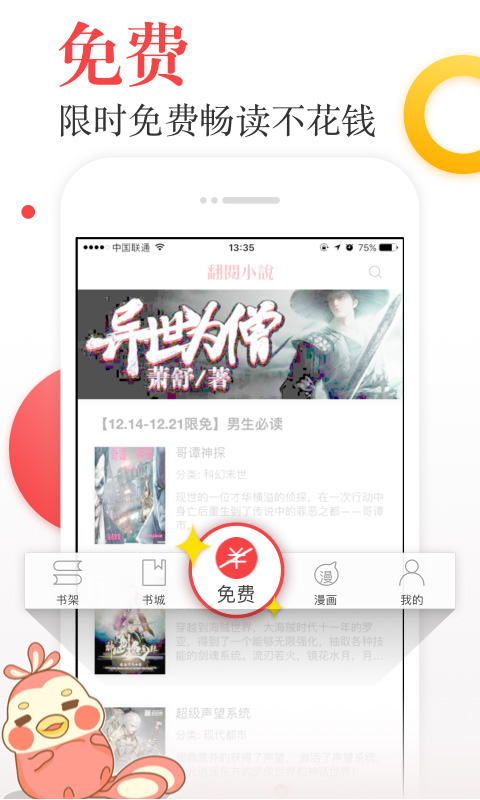 免费
限时免费畅读不花钱
中国联通 13:35 75%
翻閱小說
异世为僧
萧舒/著
【12.14-12.21限免】男生必读
哥谭神探
分类: 科幻末世
现世的一位才华横溢的侦探，在一次行动中
身亡后重生到了传说中的罪恶之都——哥谭
市，
书架 书城 免费 漫画 我的
穿越到海贼世界，大海贼时代十一年的罗
亚，得到了一个能够无限强化，抽取各种技
能的剑魂系统。流刃若火，镜花水月，月...
超级声望系统
分类: 现代都市